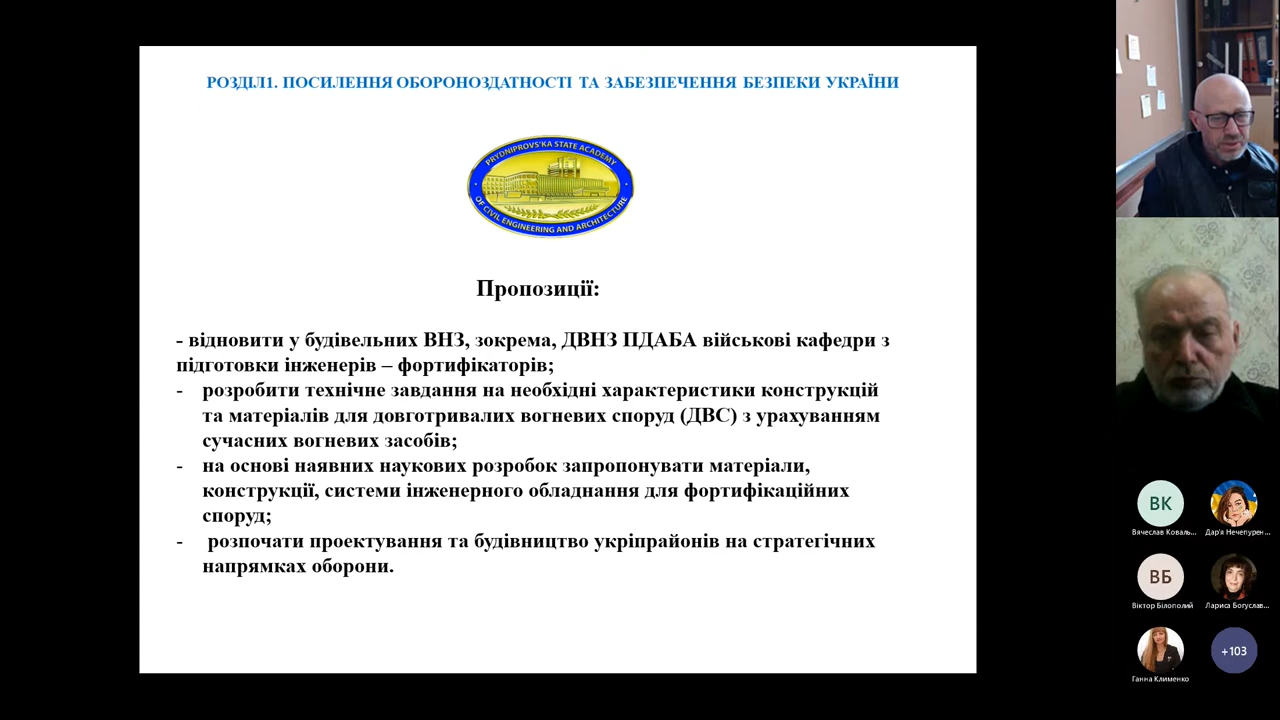 РОЗДІЛ1. ПОСИЛЕННЯ ОБОРОНОЗДАТНОСТІ ТА ЗАБЕЗПЕЧЕННЯ БЕЗПЕКИ УКРАЇНИ
PRYDNIPROVS'KA STATE ACADEMY
OF CIVIL ENGINEERING AND ARCHITECTURE
Пропозиції:
- відновити у будівельних ВНЗ, зокрема, ДВНЗ ПДАБА військові кафедри з
підготовки інженерів – фортифікаторів;
- розробити технічне завдання на необхідні характеристики конструкцій
та матеріалів для довготривалих вогневих споруд (ДВС) з урахуванням
сучасних вогневих засобів;
- на основі наявних наукових розробок запропонувати матеріали,
конструкції, системи інженерного обладнання для фортифікаційних
споруд;
- розпочати проектування та будівництво укріпрайонів на стратегічних
напрямках оборони.
ВК
Вячеслав Коваль...
Дар'я Нечепурен...
ВБ
Віктор Білополий
Лариса Богуслав...
Ганна Клименко
+103